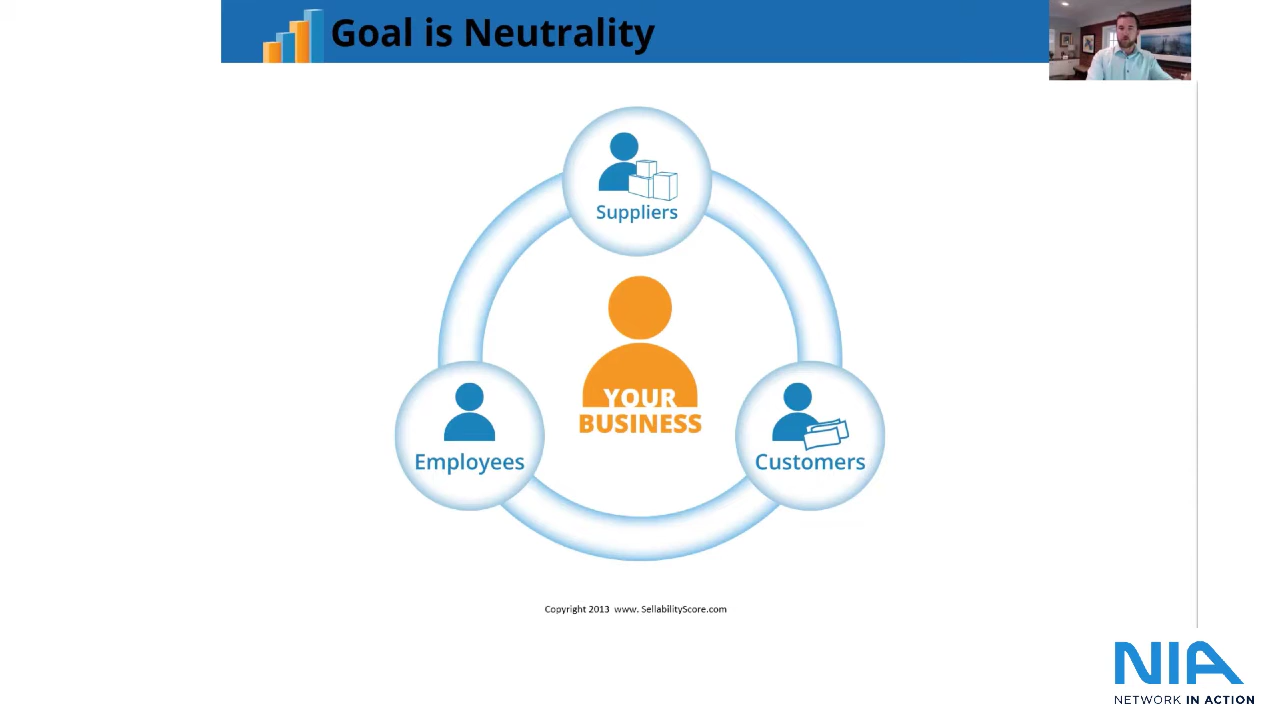 Goal is Neutrality
Suppliers
YOUR
BUSINESS
Employees
Customers
Copyright 2013 www. SellabilityScore.com
NIA
NETWORK IN ACTION